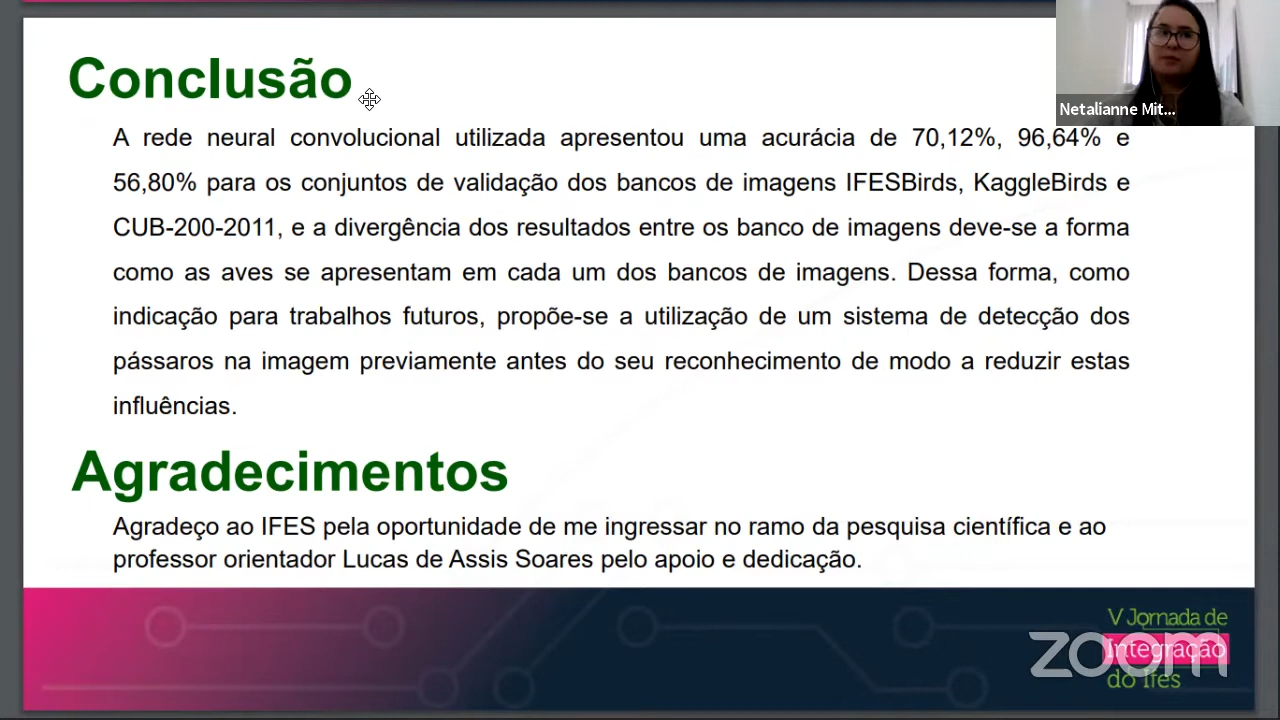 Conclusão
A rede neural convolucional utilizada apresentou uma acurácia de 70,12%, 96,64% e
56,80% para os conjuntos de validação dos bancos de imagens IFESBirds, KaggleBirds e
CUB-200-2011, e a divergência dos resultados entre os banco de imagens deve-se a forma
como as aves se apresentam em cada um dos bancos de imagens. Dessa forma, como
indicação para trabalhos futuros, propõe-se a utilização de um sistema de detecção dos
pássaros na imagem previamente antes do seu reconhecimento de modo a reduzir estas
influências.
Agradecimentos
Agradeço ao IFES pela oportunidade de me ingressar no ramo da pesquisa científica e ao
professor orientador Lucas de Assis Soares pelo apoio e dedicação.
Netalianne Mit...
V Jornada de
Integração
do Ifes
zoom